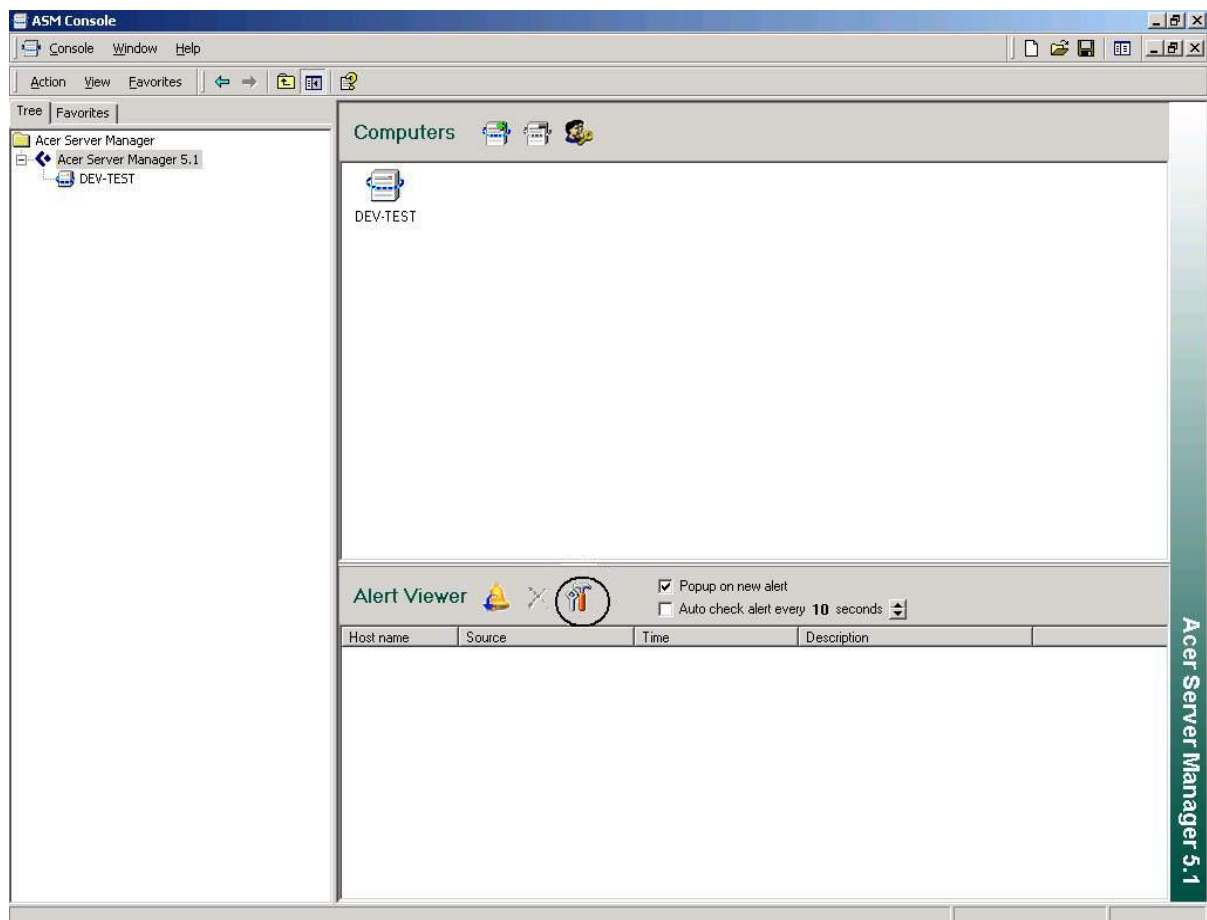 ASM Console
Console Window Help
Action View Favorites
Tree Favorites
Acer Server Manager
Acer Server Manager 5.1
DEV-TEST
Computers
DEV-TEST
Alert Viewer
Popup on new alert
Auto check alert every 10 seconds
Host name Source Time Description
Acer Server Manager 5.1